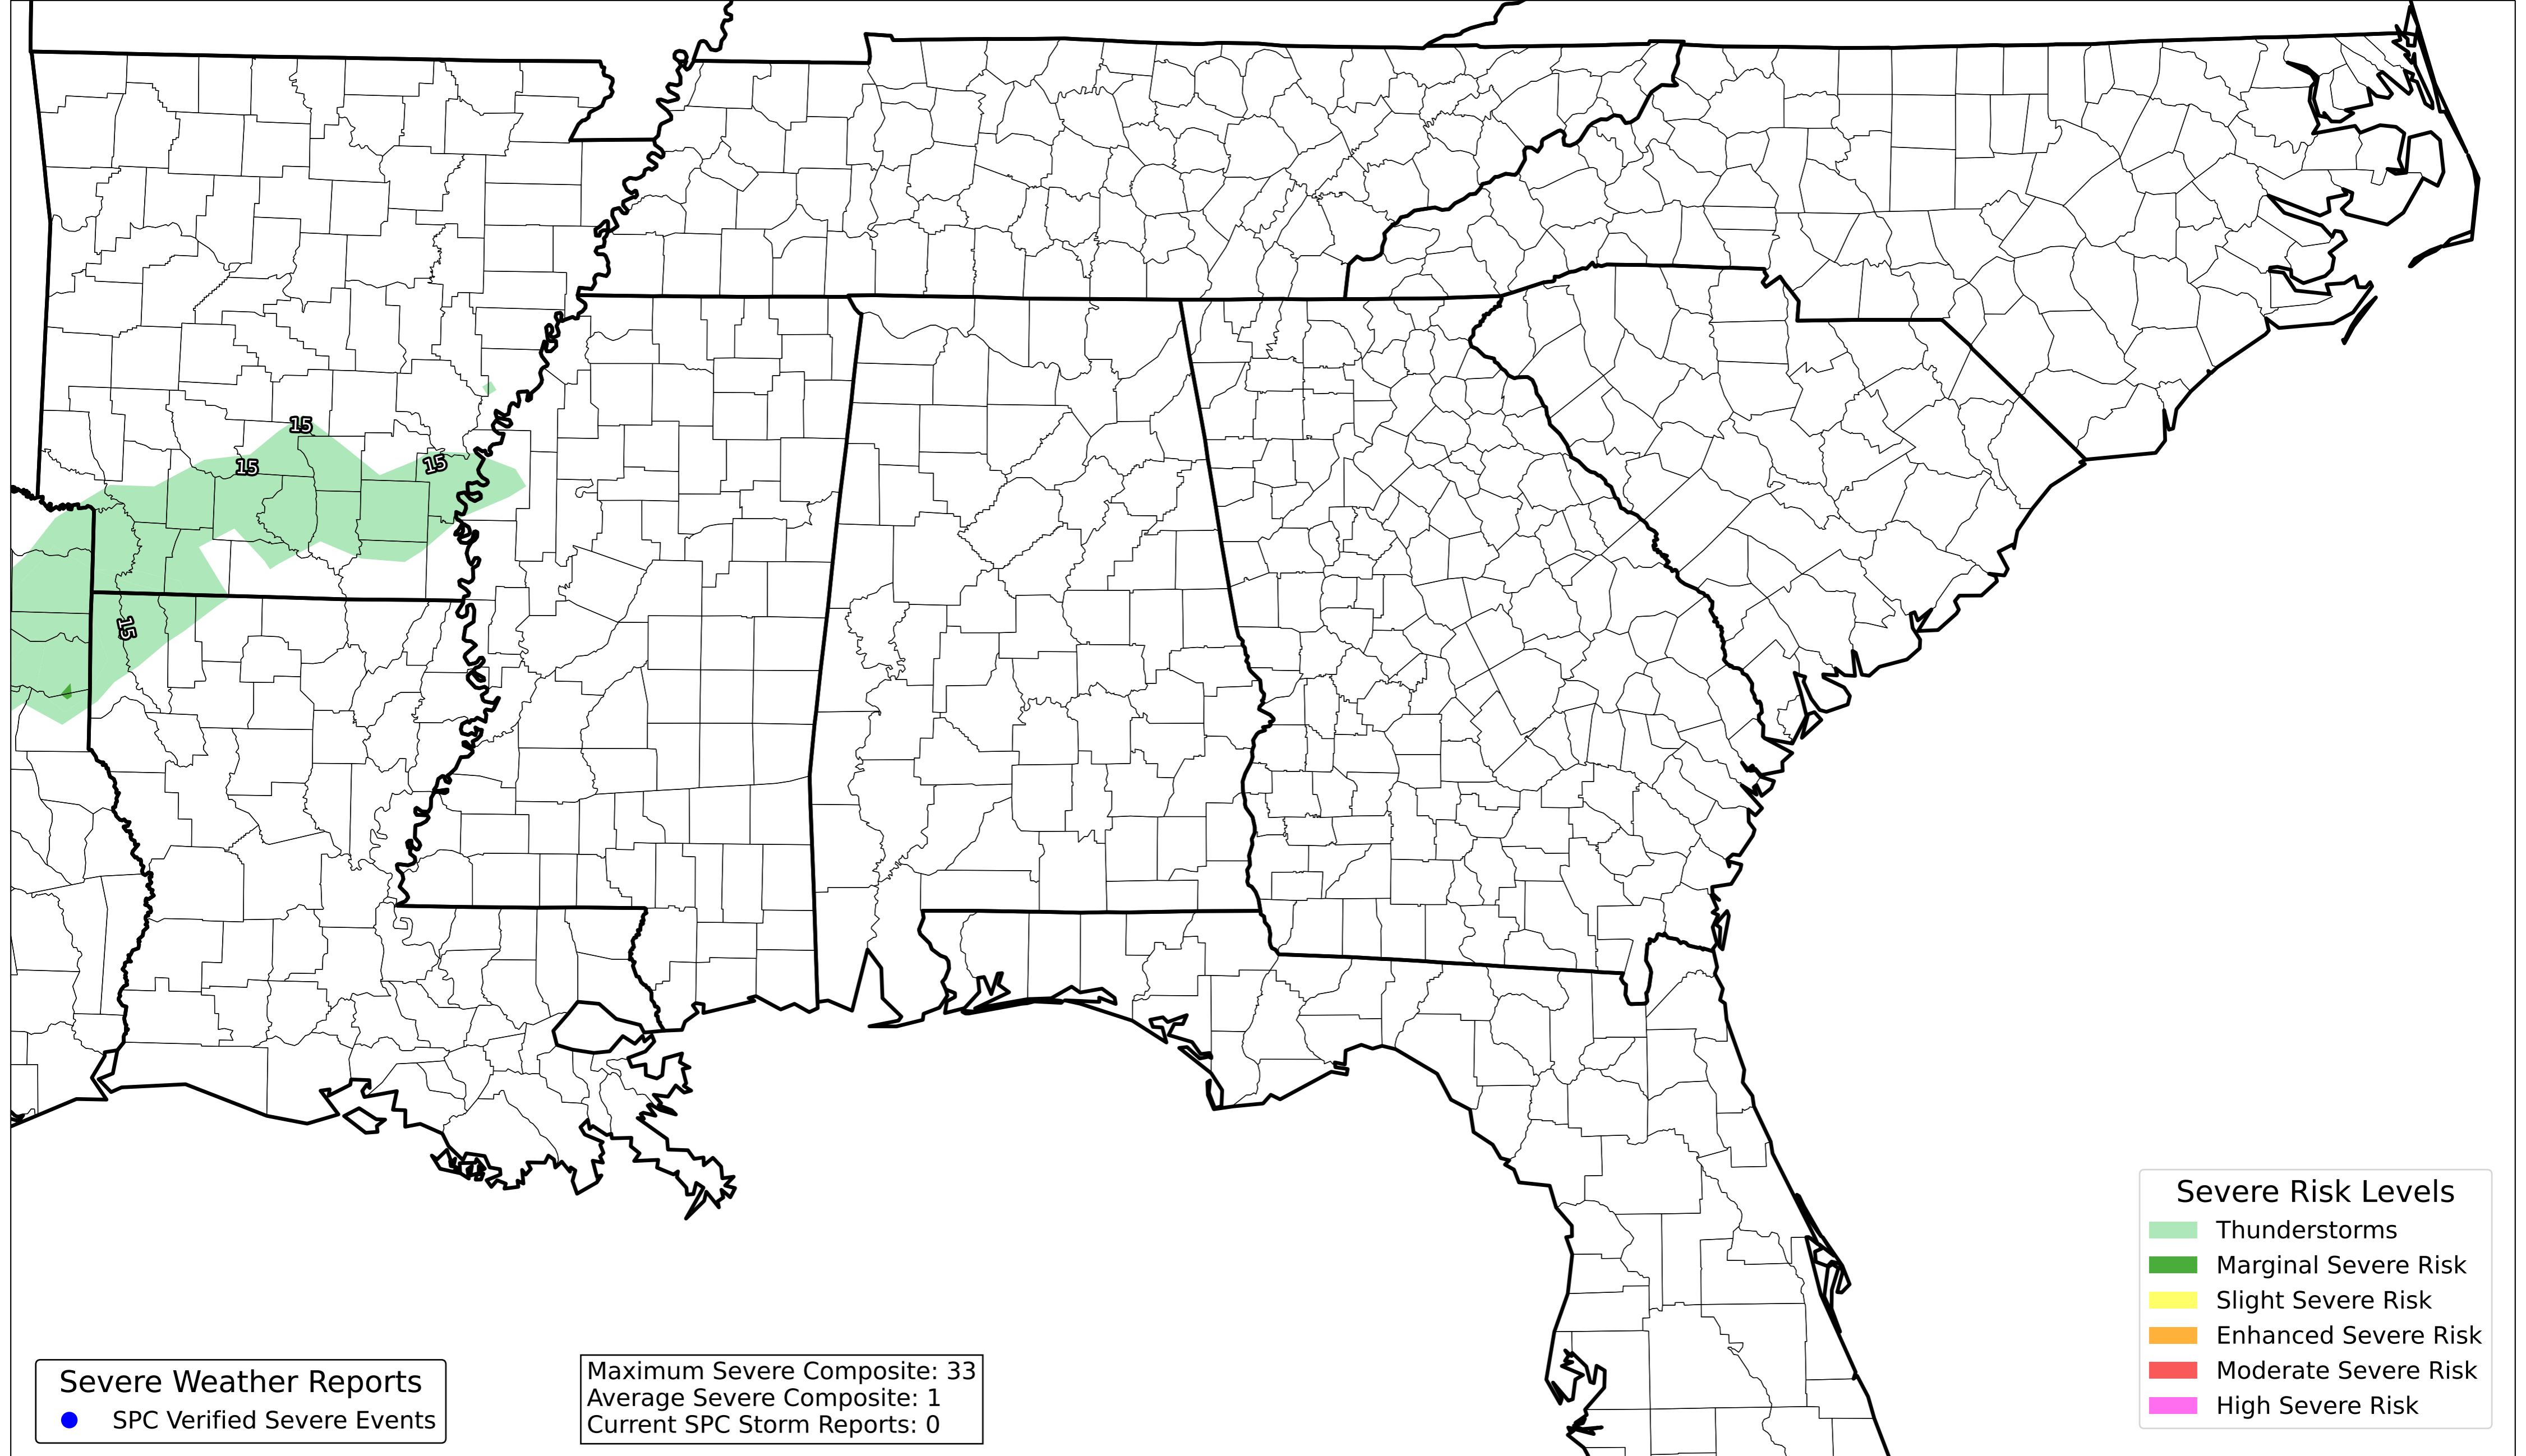 15
15
15
15
Severe Risk Levels
Thunderstorms
Marginal Severe Risk
Slight Severe Risk
Enhanced Severe Risk
Moderate Severe Risk
High Severe Risk
Severe Weather Reports
SPC Verified Severe Events
Maximum Severe Composite: 33
Average Severe Composite: 1
Current SPC Storm Reports: 0